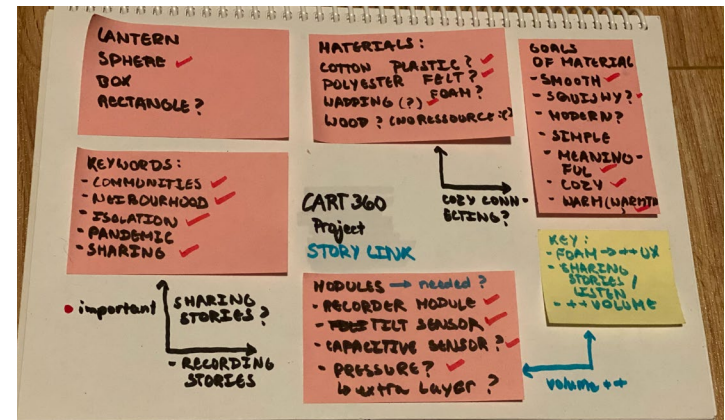 LANTERN
SPHERE
BOX
RECTANGLE?
MATERIALS:
COTTON PLASTIC?
POLYESTER FELT?
WADDING (?) FOAM?
WOOD? (NO RESSOURCE :()
GOALS
OF MATERIAL
- SMOOTH
- SQUISHY?
- MODERN?
- SIMPLE
- MEANING-
FUL
- COZY
- WARM (WARMTH)
KEYWORDS:
- COMMUNITIES
- NEIBOURHOOD
- ISOLATION
- PANDEMIC
- SHARING
CART 360
Project
STORY LINK
COZY CONN-
ECTING?
KEY:
- FOAM → ++ UX
- SHARING
STORIES /
LISTEN
- ++ VOLUME
important
SHARING
STORIES?
- RECORDING
STORIES
MODULES → needed?
- RECORDER MODULE
- TILT SENSOR
- CAPACITIVE SENSOR?
- PRESSURE?
↳ extra layer?
volume ++